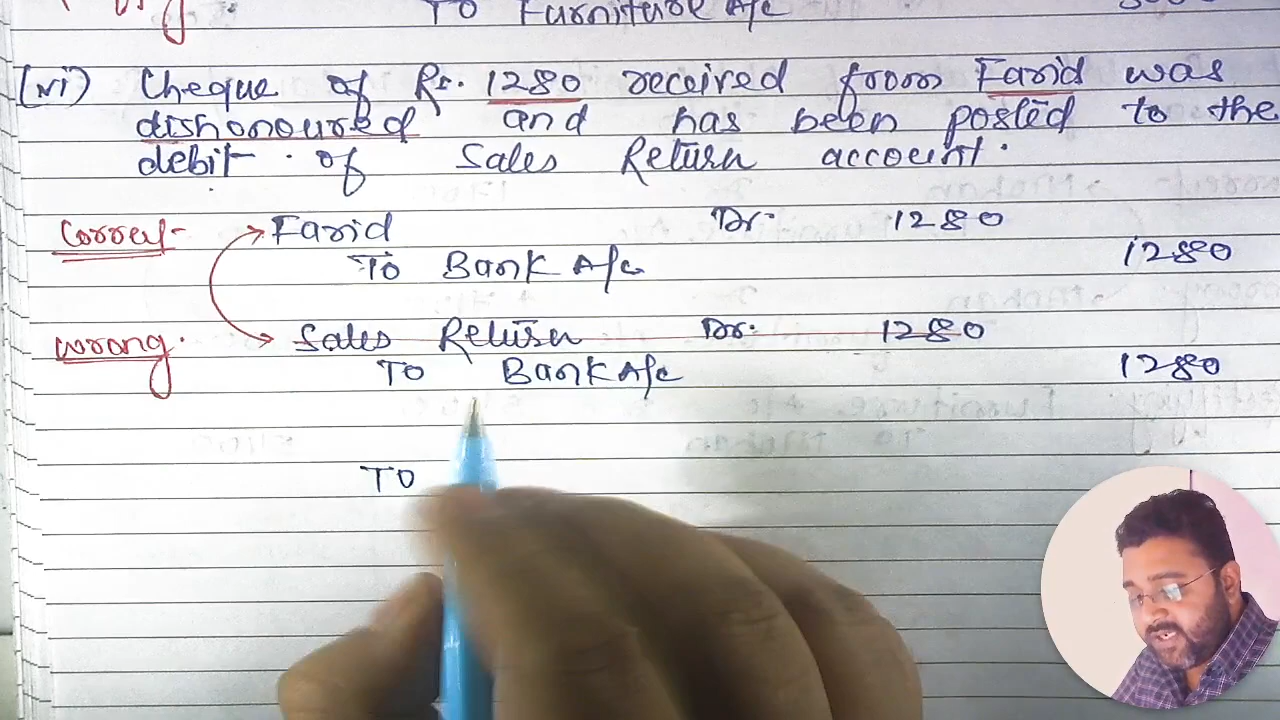 TO Furniture A/c
(vi) Cheque of Rs. 1280 received from Farid was
dishonoured and has been posted to the
debit of Sales Return account.
Correct Farid Dr. 1280
TO Bank A/c 1280
wrong. Sales Return Dr. 1280
TO Bank A/c 1280
TO